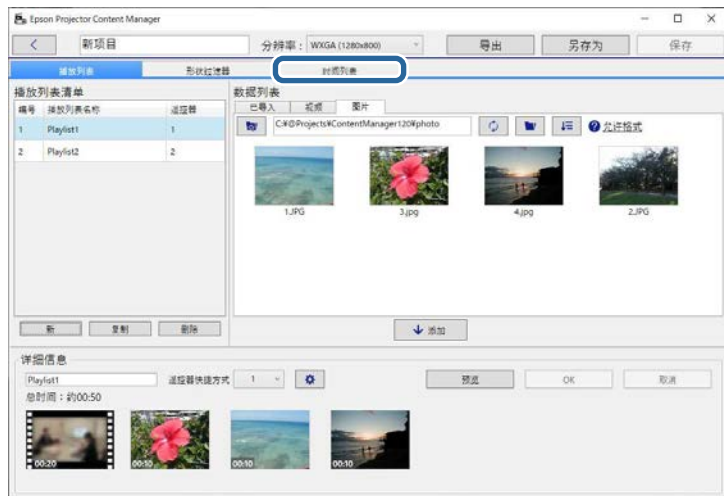 Epson Projector Content Manager
新项目
分辨率： WXGA (1280x800)
导出
另存为
保存
播放列表
形状过滤器
时间列表
播放列表清单
编号 播放列表名称 遥控器
1 Playlist1 1
2 Playlist2 2
新
复制
删除
数据列表
已导入 视频 图片
C:¥@Projects¥ContentManager120¥photo
允许格式
1.JPG
3.jpg
4.jpg
2.JPG
添加
详细信息
Playlist1
遥控器快捷方式 1
预览
OK
取消
总时间：约00:50
00:20
00:10
00:10
00:10